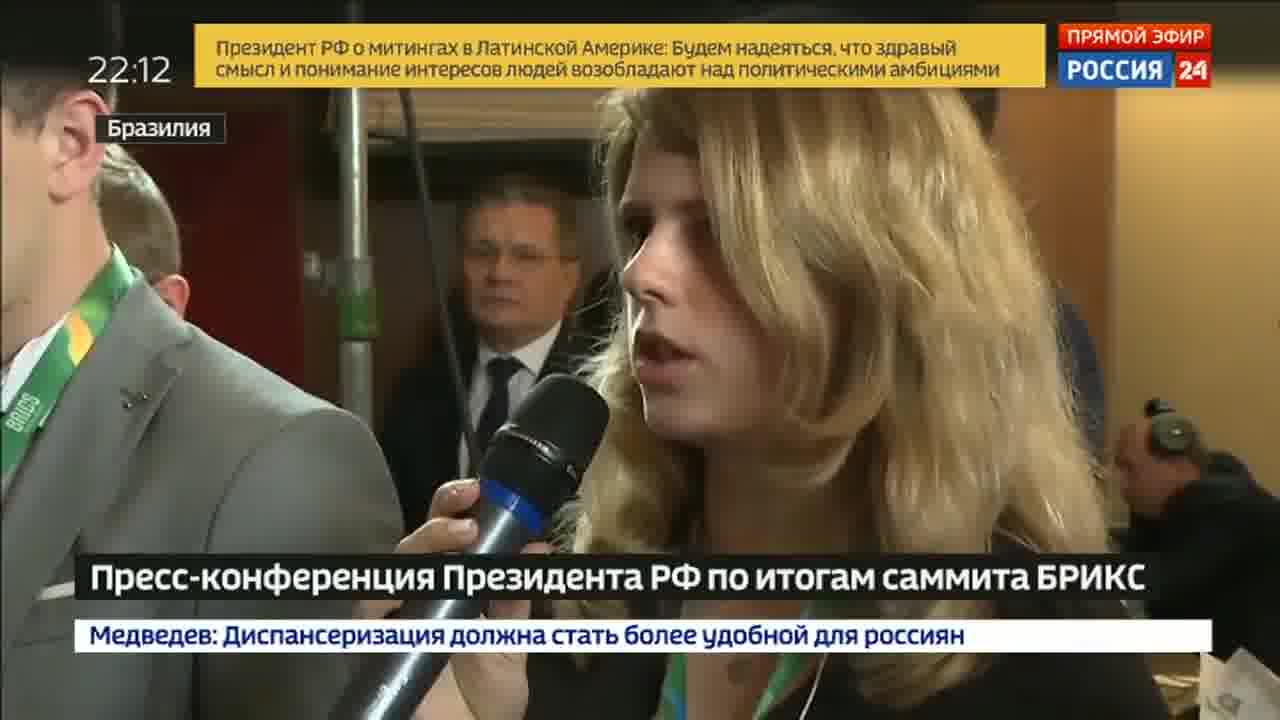 22:12
Президент РФ о митингах в Латинской Америке: Будем надеяться, что здравый
смысл и понимание интересов людей возобладают над политическими амбициями
ПРЯМОЙ ЭФИР
РОССИЯ 24
Бразилия
BRICS
Пресс-конференция Президента РФ по итогам саммита БРИКС
Медведев: Диспансеризация должна стать более удобной для россиян